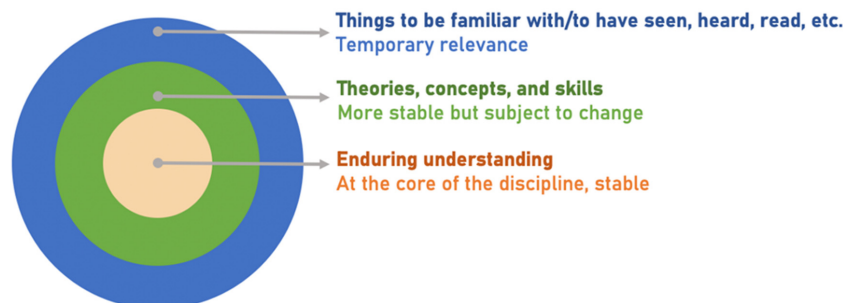 Things to be familiar with/to have seen, heard, read, etc.
Temporary relevance
Theories, concepts, and skills
More stable but subject to change
Enduring understanding
At the core of the discipline, stable